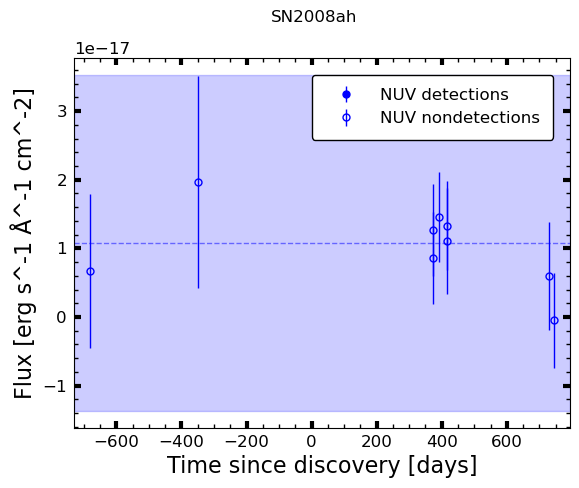 SN2008ah
1e−17
NUV detections
NUV nondetections
3
2
1
0
−1
Flux [erg s^-1 Å^-1 cm^-2]
−600 −400 −200 0 200 400 600
Time since discovery [days]